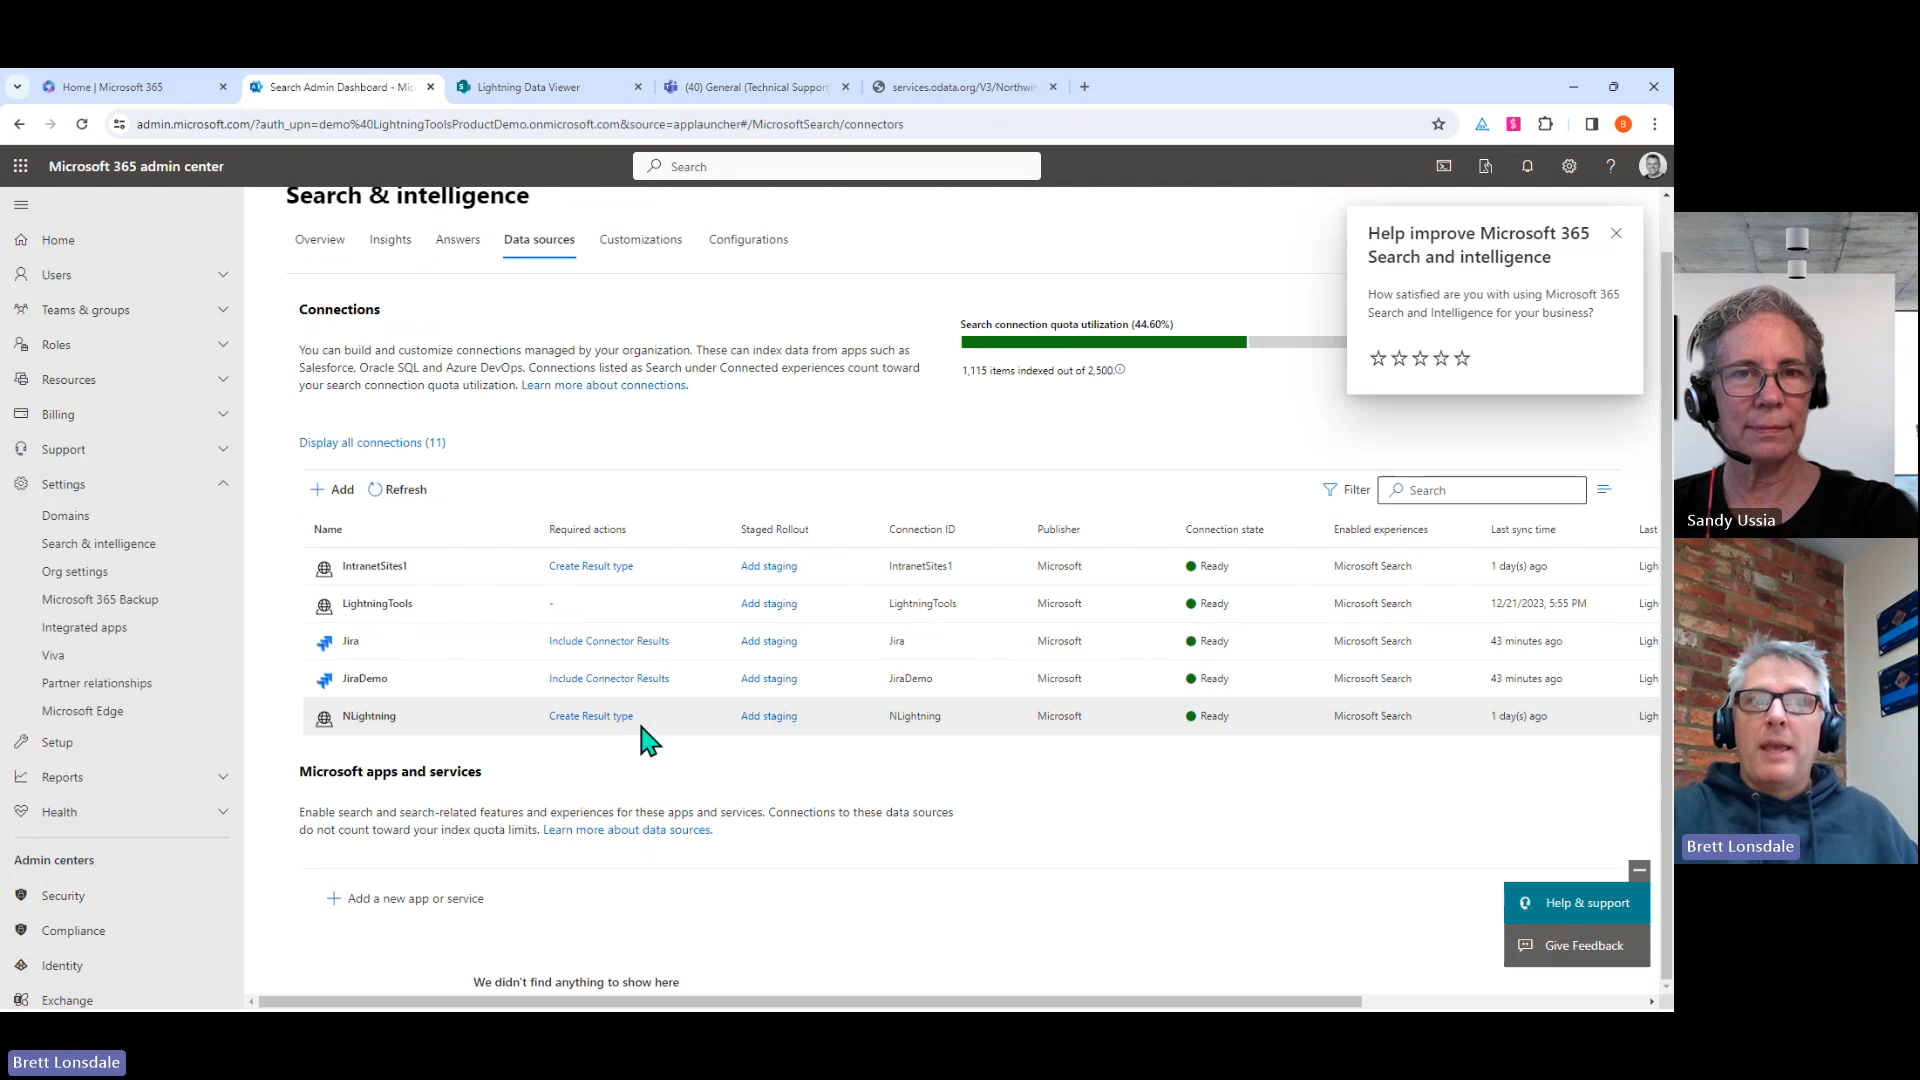 Home | Microsoft 365
Search Admin Dashboard - Mic
Lightning Data Viewer
(40) General (Technical Support
services.odata.org/V3/Northwin
admin.microsoft.com/?auth_upn=demo%40LightningToolsProductDemo.onmicrosoft.com&source=applauncher#/MicrosoftSearch/connectors
B
Microsoft 365 admin center
Search
Home
Users
Teams & groups
Roles
Resources
Billing
Support
Settings
Domains
Search & intelligence
Org settings
Microsoft 365 Backup
Integrated apps
Viva
Partner relationships
Microsoft Edge
Setup
Reports
Health
Admin centers
Security
Compliance
Identity
Exchange
Search & intelligence
Overview Insights Answers Data sources Customizations Configurations
Connections
You can build and customize connections managed by your organization. These can index data from apps such as
Salesforce, Oracle SQL and Azure DevOps. Connections listed as Search under Connected experiences count toward
your search connection quota utilization. Learn more about connections.
Search connection quota utilization (44.60%)
1,115 items indexed out of 2,500.
Display all connections (11)
Add Refresh Filter Search
Name Required actions Staged Rollout Connection ID Publisher Connection state Enabled experiences Last sync time Last
IntranetSites1 Create Result type Add staging IntranetSites1 Microsoft Ready Microsoft Search 1 day(s) ago Ligh
LightningTools - Add staging LightningTools Microsoft Ready Microsoft Search 12/21/2023, 5:55 PM Ligh
Jira Include Connector Results Add staging Jira Microsoft Ready Microsoft Search 43 minutes ago Ligh
JiraDemo Include Connector Results Add staging JiraDemo Microsoft Ready Microsoft Search 43 minutes ago Ligh
NLightning Create Result type Add staging NLightning Microsoft Ready Microsoft Search 1 day(s) ago Ligh
Microsoft apps and services
Enable search and search-related features and experiences for these apps and services. Connections to these data sources
do not count toward your index quota limits. Learn more about data sources.
Add a new app or service
We didn't find anything to show here
Help improve Microsoft 365
Search and intelligence
How satisfied are you with using Microsoft 365
Search and Intelligence for your business?
Help & support
Give Feedback
Sandy Ussia
Brett Lonsdale
Brett Lonsdale